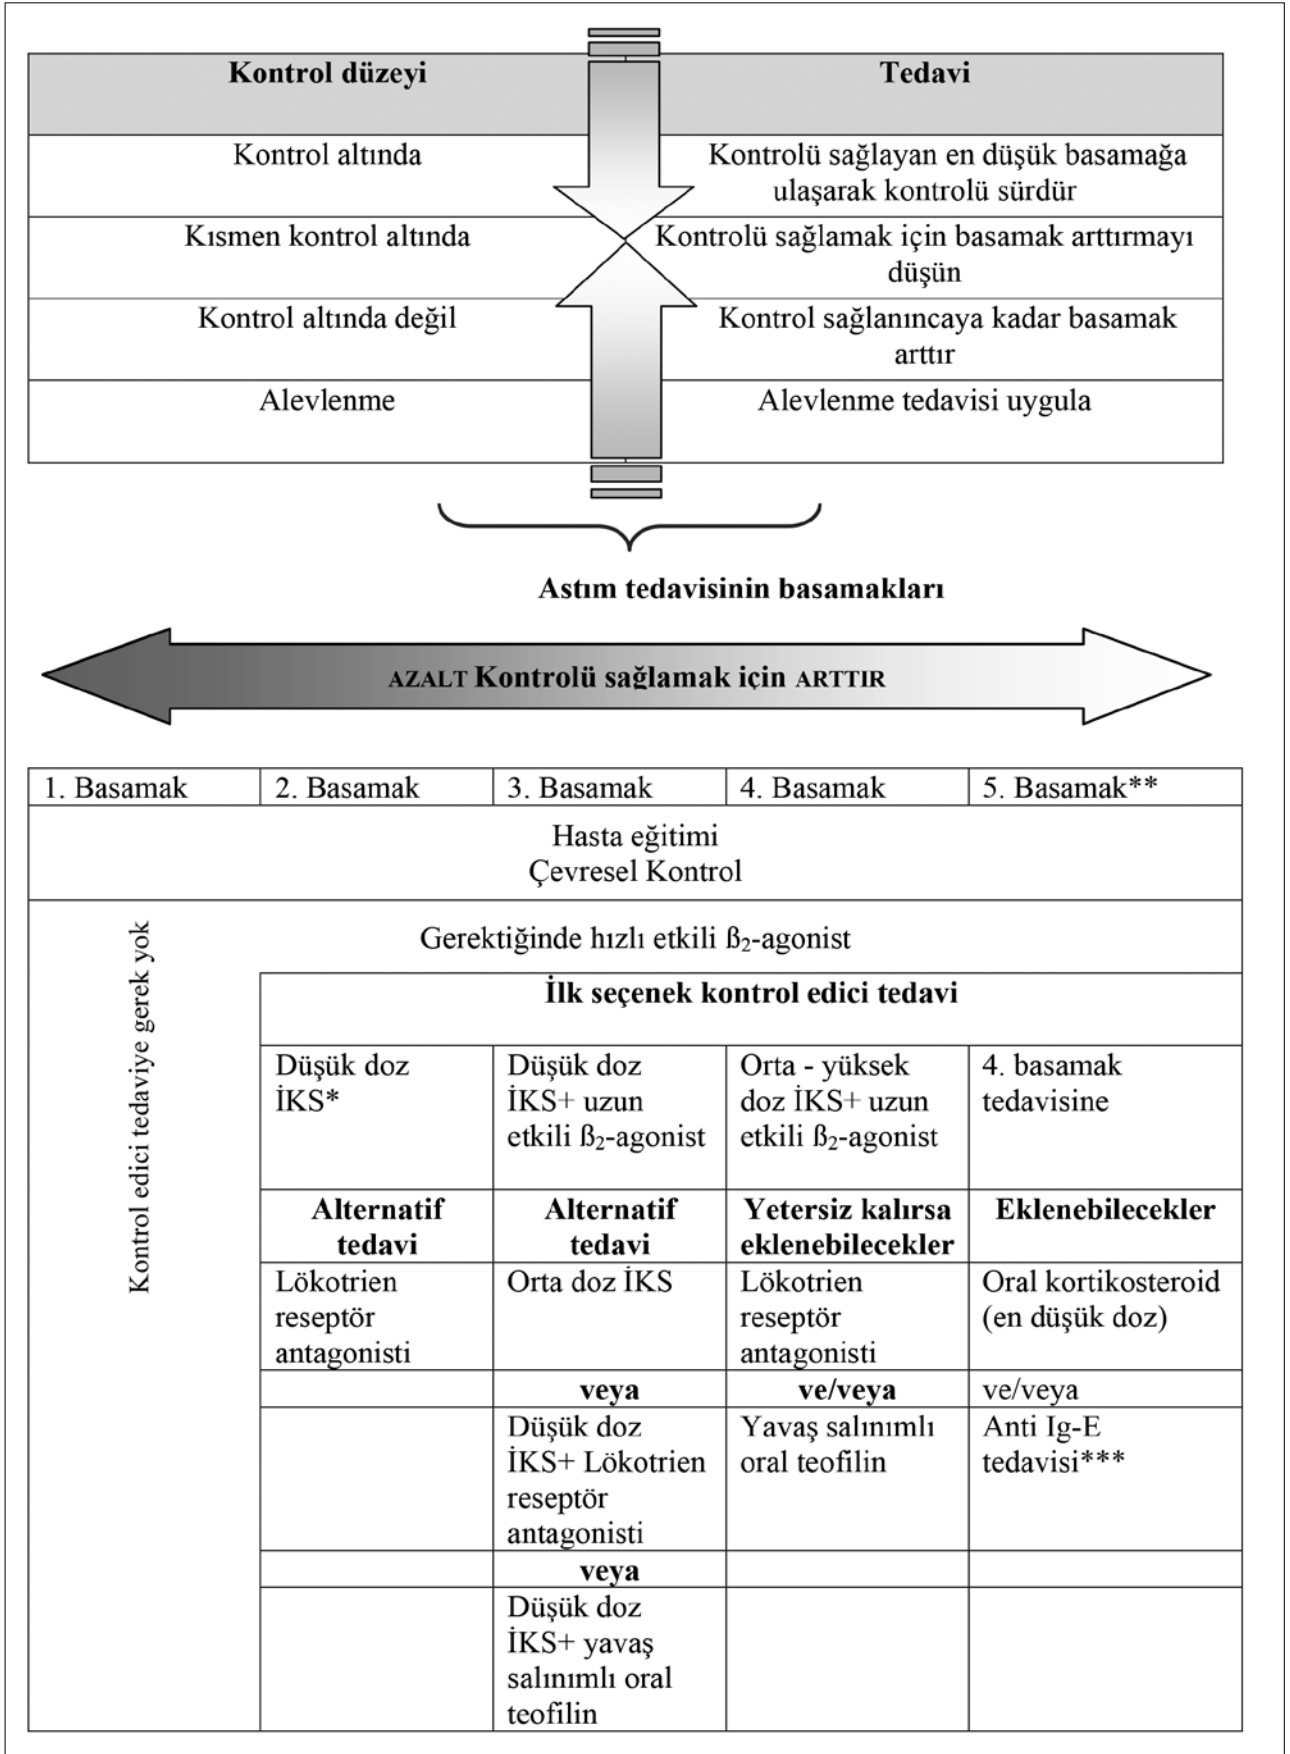 Kontrol düzeyi
Tedavi
Kontrol altında
Kontrolü sağlayan en düşük basamağa
ulaşarak kontrolü sürdür
Kısmen kontrol altında
Kontrolü sağlamak için basamak arttırmayı
düşün
Kontrol altında değil
Kontrol sağlanıncaya kadar basamak
arttır
Alevlenme
Alevlenme tedavisi uygula
Astım tedavisinin basamakları
AZALT Kontrolü sağlamak için ARTTIR
1. Basamak
2. Basamak
3. Basamak
4. Basamak
5. Basamak**
Hasta eğitimi
Çevresel Kontrol
Kontrol edici tedaviye gerek yok
Gerektiğinde hızlı etkili ß₂-agonist
İlk seçenek kontrol edici tedavi
Düşük doz
İKS*
Düşük doz
İKS+ uzun
etkili ß₂-agonist
Orta - yüksek
doz İKS+ uzun
etkili ß₂-agonist
4. basamak
tedavisine
Alternatif
tedavi
Alternatif
tedavi
Yetersiz kalırsa
eklenebilecekler
Eklenebilecekler
Lökotrien
reseptör
antagonisti
Orta doz İKS
Lökotrien
reseptör
antagonisti
Oral kortikosteroid
(en düşük doz)
veya
ve/veya
ve/veya
Düşük doz
İKS+ Lökotrien
reseptör
antagonisti
Yavaş salınımlı
oral teofilin
Anti Ig-E
tedavisi***
veya
Düşük doz
İKS+ yavaş
salınımlı oral
teofilin